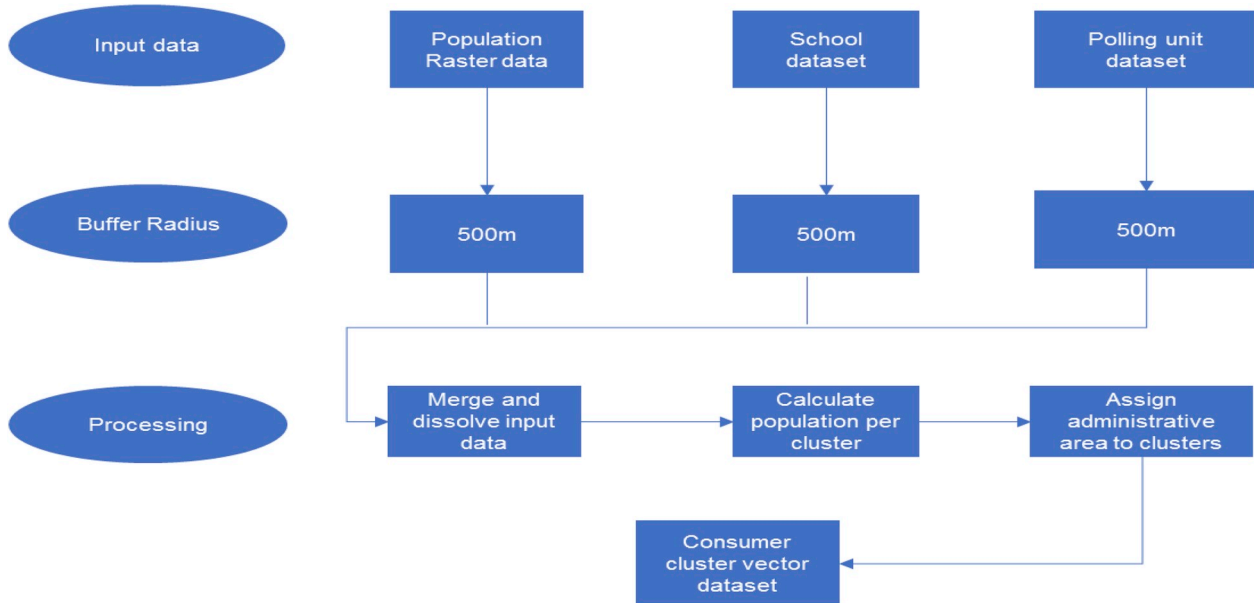 Input data
Population
Raster data
School
dataset
Polling unit
dataset
Buffer Radius
500m
500m
500m
Processing
Merge and
dissolve input
data
Calculate
population per
cluster
Assign
administrative
area to clusters
Consumer
cluster vector
dataset